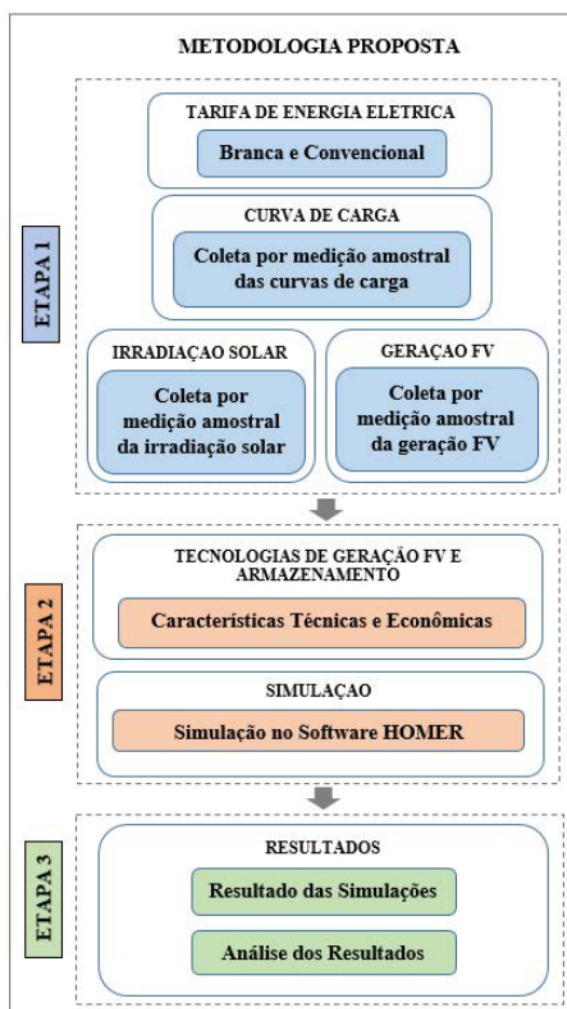 METODOLOGIA PROPOSTA
ETAPA 1
TARIFA DE ENERGIA ELETRICA
Branca e Convencional
CURVA DE CARGA
Coleta por medição amostral
das curvas de carga
IRRADIAÇAO SOLAR
Coleta por
medição amostral
da irradiação solar
GERAÇAO FV
Coleta por
medição amostral
da geração FV
ETAPA 2
TECNOLOGIAS DE GERAÇÃO FV E
ARMAZENAMENTO
Características Técnicas e Econômicas
SIMULAÇAO
Simulação no Software HOMER
ETAPA 3
RESULTADOS
Resultado das Simulações
Análise dos Resultados